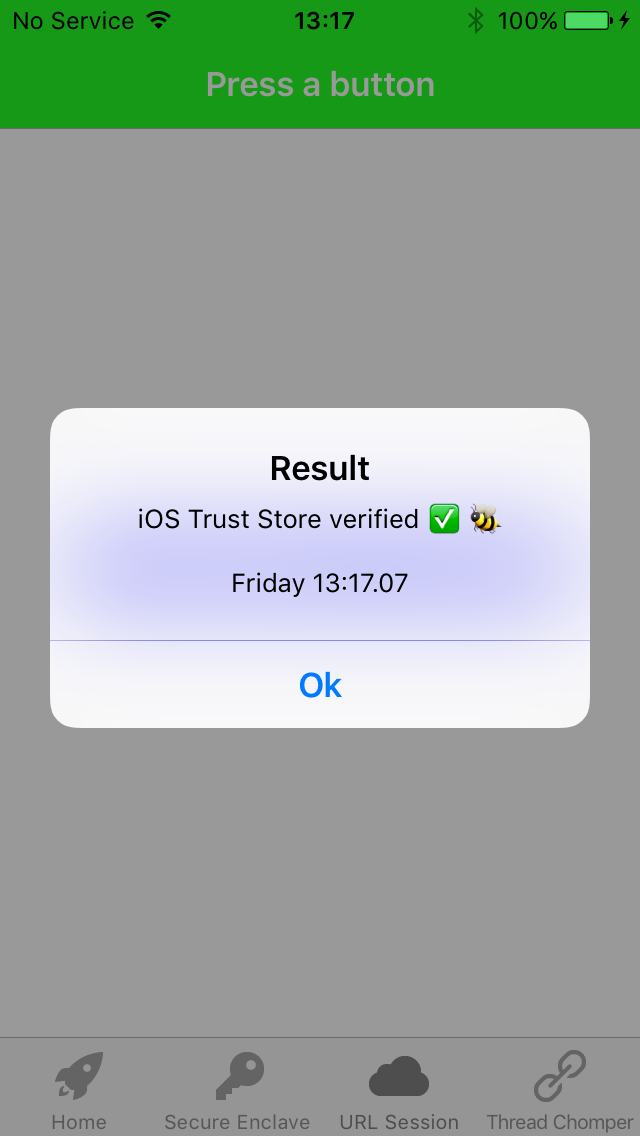 No Service 13:17 100%
Press a button
Result
iOS Trust Store verified ✅ 🐝
Friday 13:17.07
Ok
Home Secure Enclave URL Session Thread Chomper